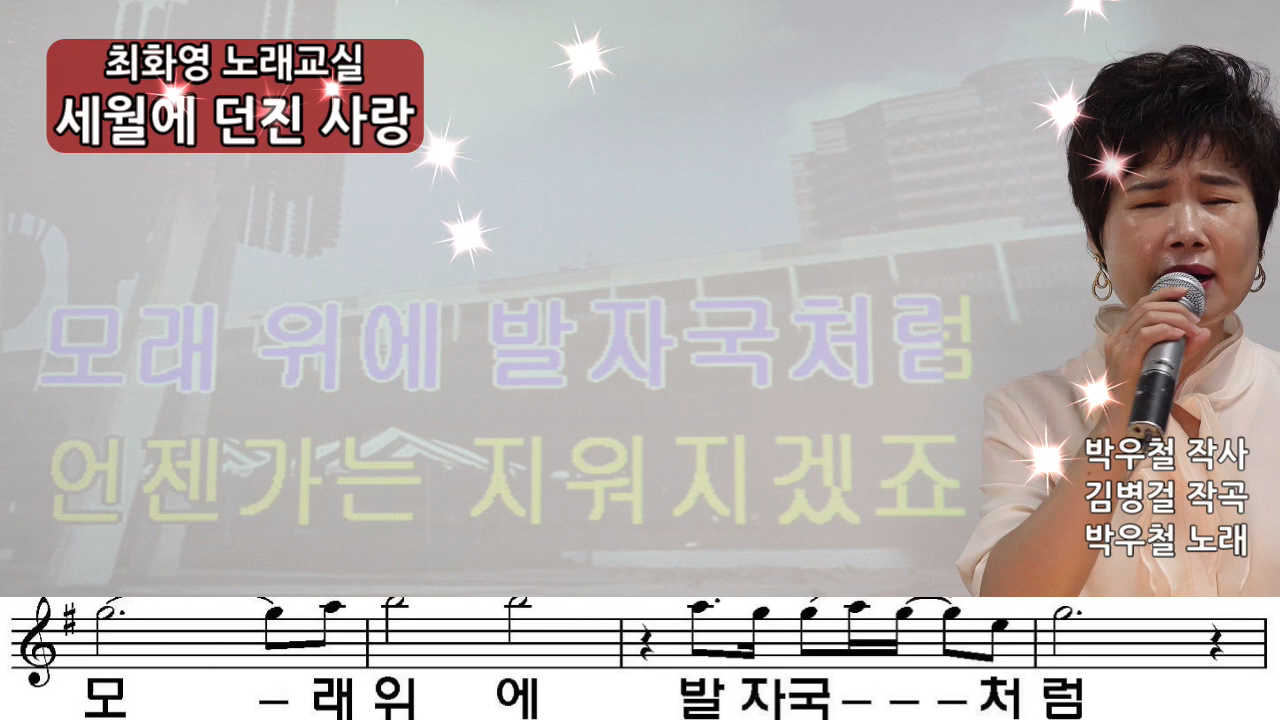 최화영 노래교실
세월에 던진 사랑
모래 위에 발자국처럼
언젠가는 지워지겠죠
박우철 작사
김병걸 작곡
박우철 노래
모 – 래 위 에 발 자국 – – – 처 럼